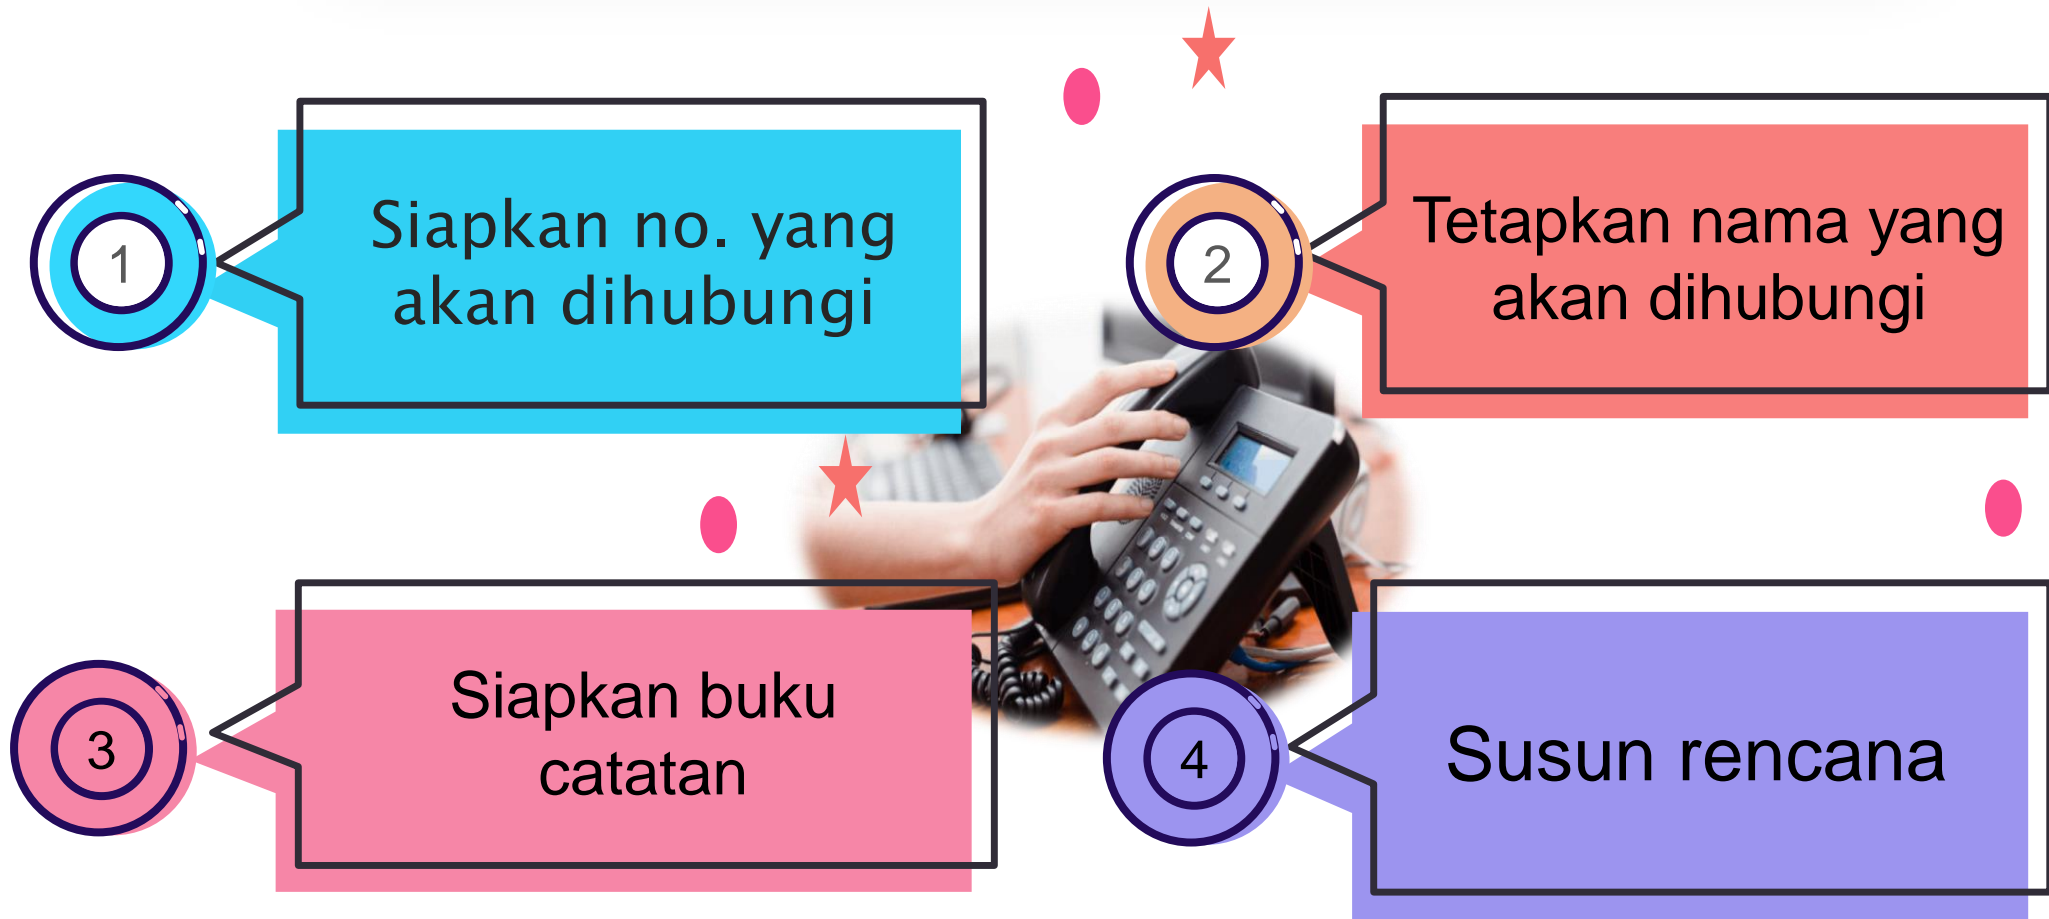 1
Siapkan no. yang
akan dihubungi
2
Tetapkan nama yang
akan dihubungi
3
Siapkan buku
catatan
4
Susun rencana